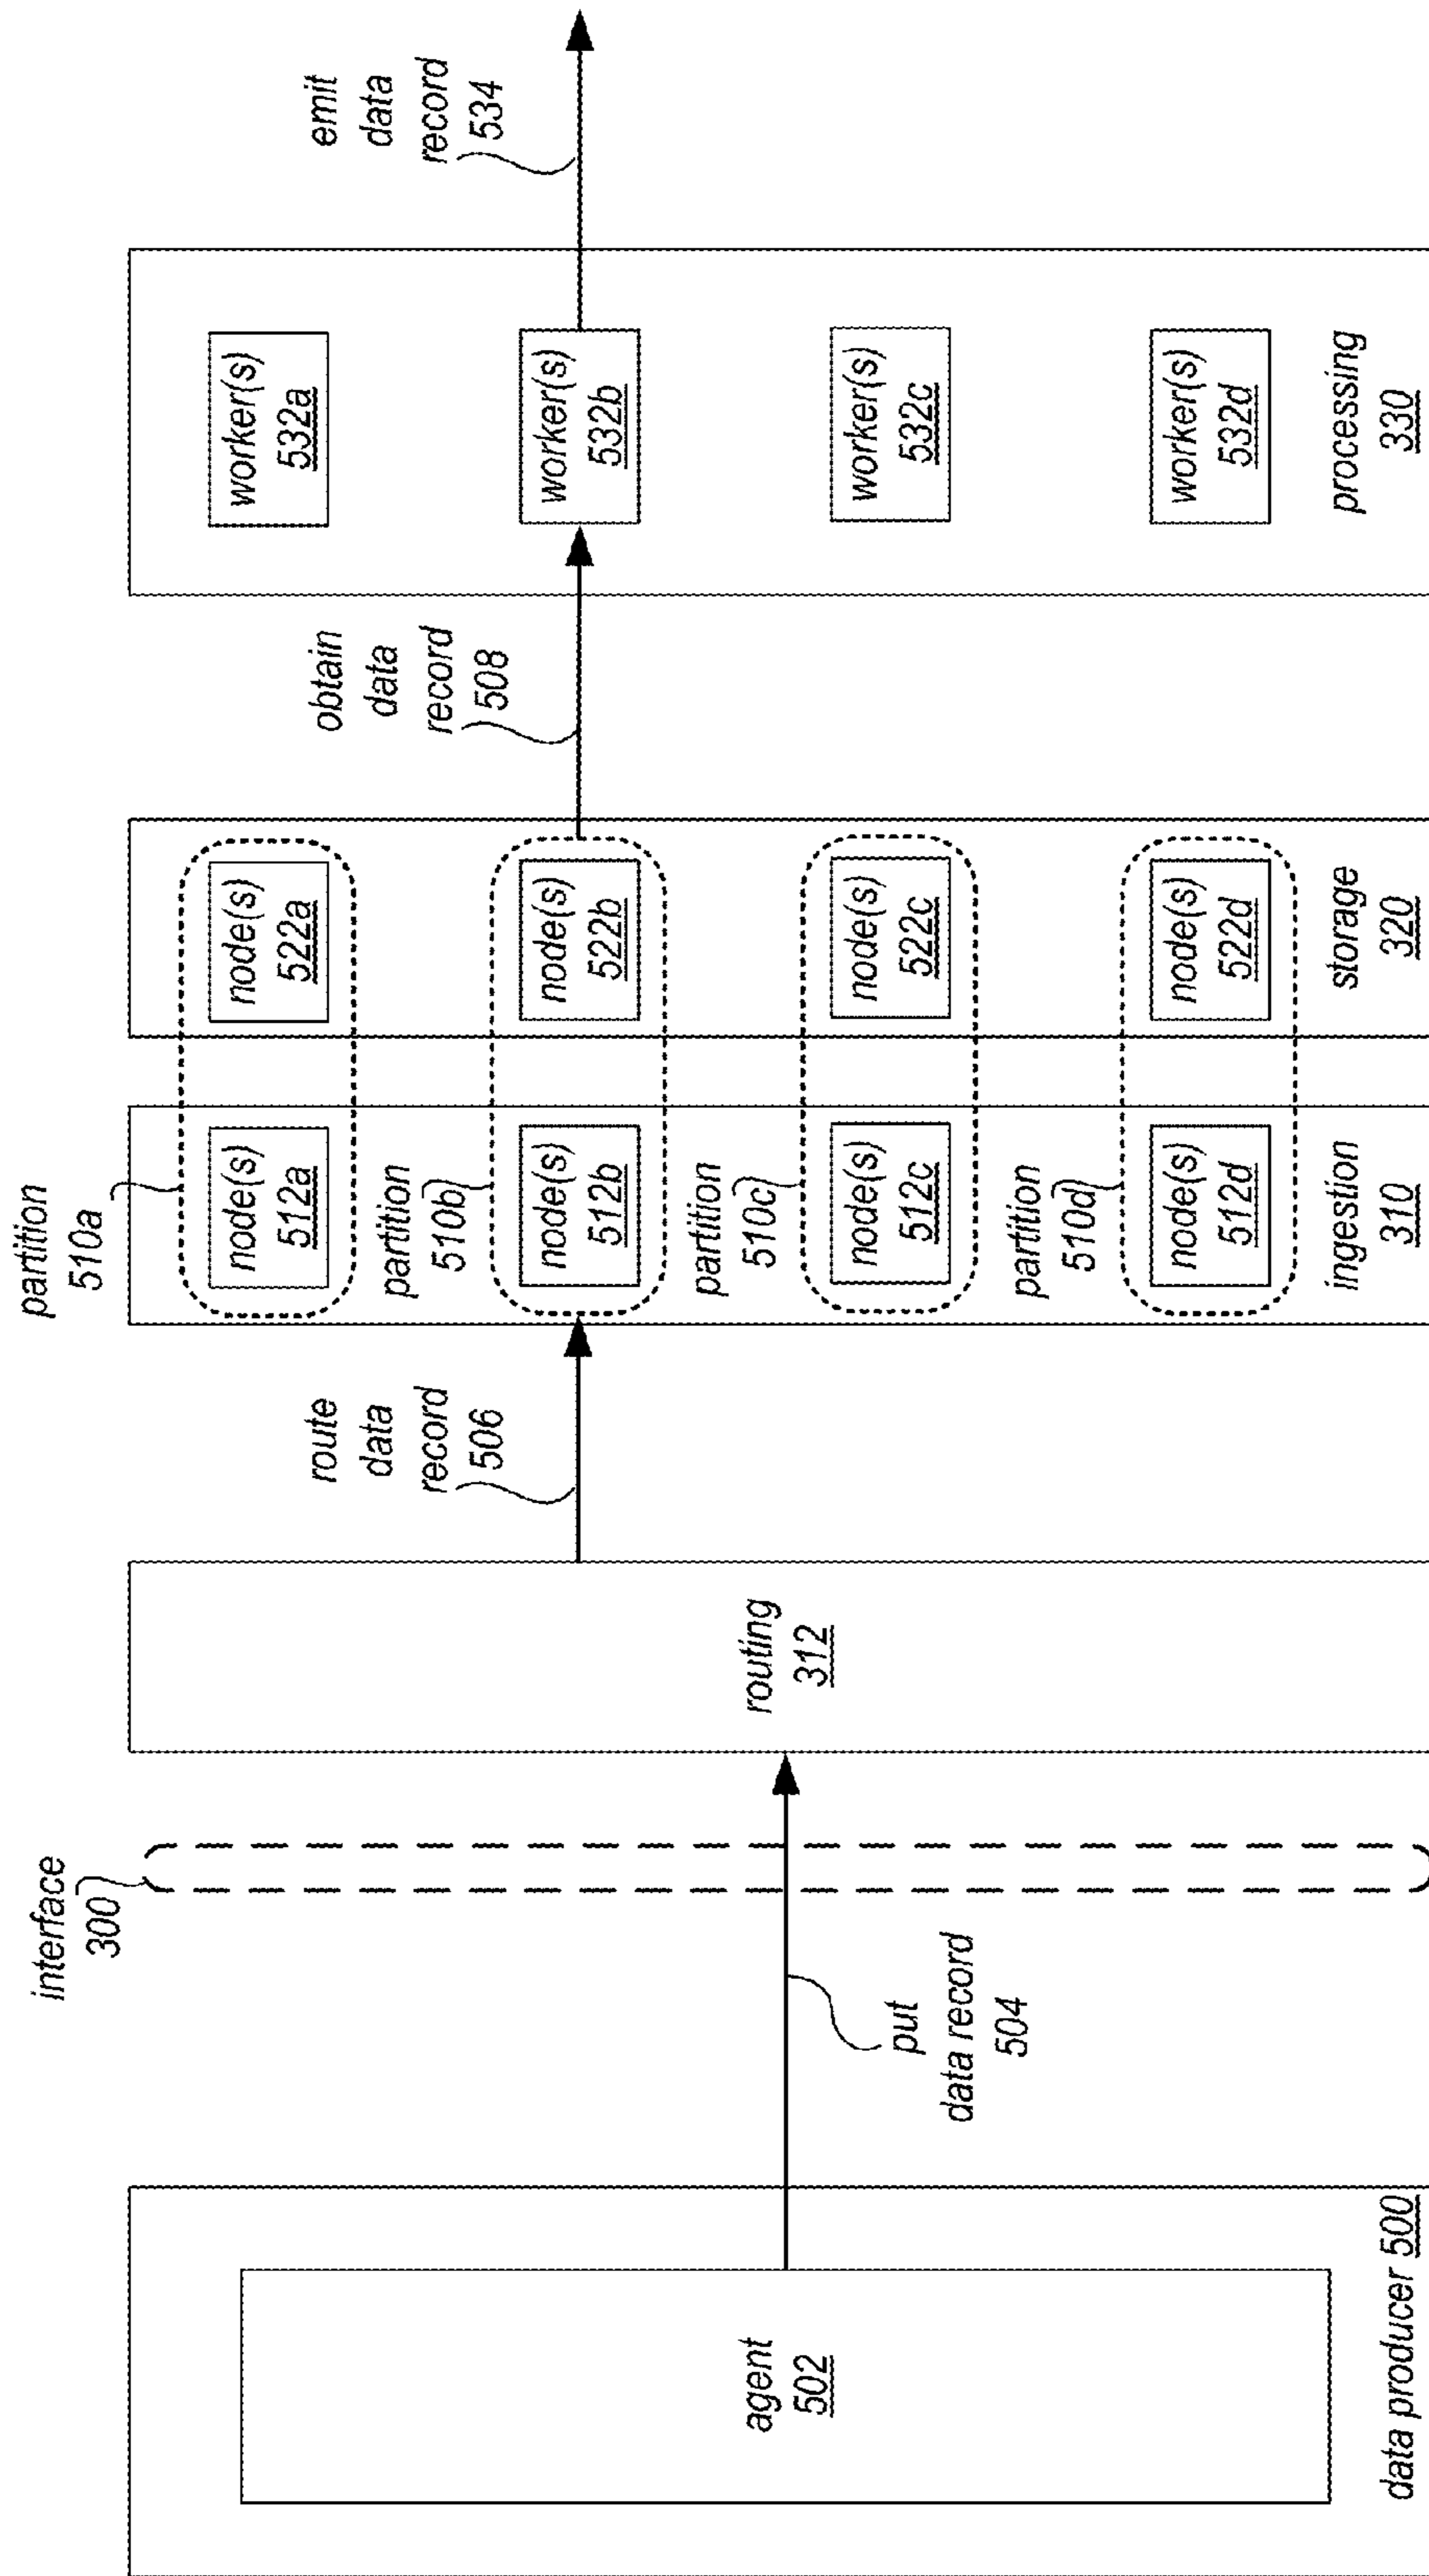 interface
300
partition
510a
agent
502
data producer 500
put
data record
504
routing
312
route
data
record
506
node(s)
512a
partition
510b
node(s)
512b
partition
510c
node(s)
512c
partition
510d
node(s)
512d
ingestion
310
node(s)
522a
node(s)
522b
node(s)
522c
node(s)
522d
storage
320
obtain
data
record
508
worker(s)
532a
worker(s)
532b
worker(s)
532c
worker(s)
532d
processing
330
emit
data
record
534